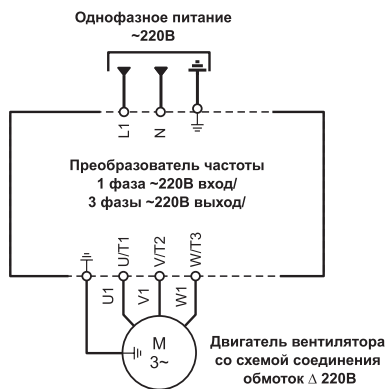 Однофазное питание
~220В
L1
N
Преобразователь частоты
1 фаза ~220В вход/
3 фазы ~220В выход/
U/T1
V/T2
W/T3
U1
V1
W1
M
3~
Двигатель вентилятора
со схемой соединения
обмоток Δ 220В